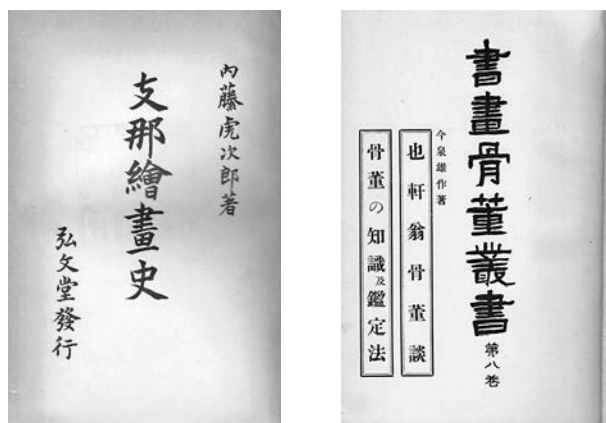 内藤虎次郎著
支那繪畫史
弘文堂發行
書畫骨董叢書
第八卷
今泉雄作著
也軒翁骨董談
骨董の知識及鑑定法